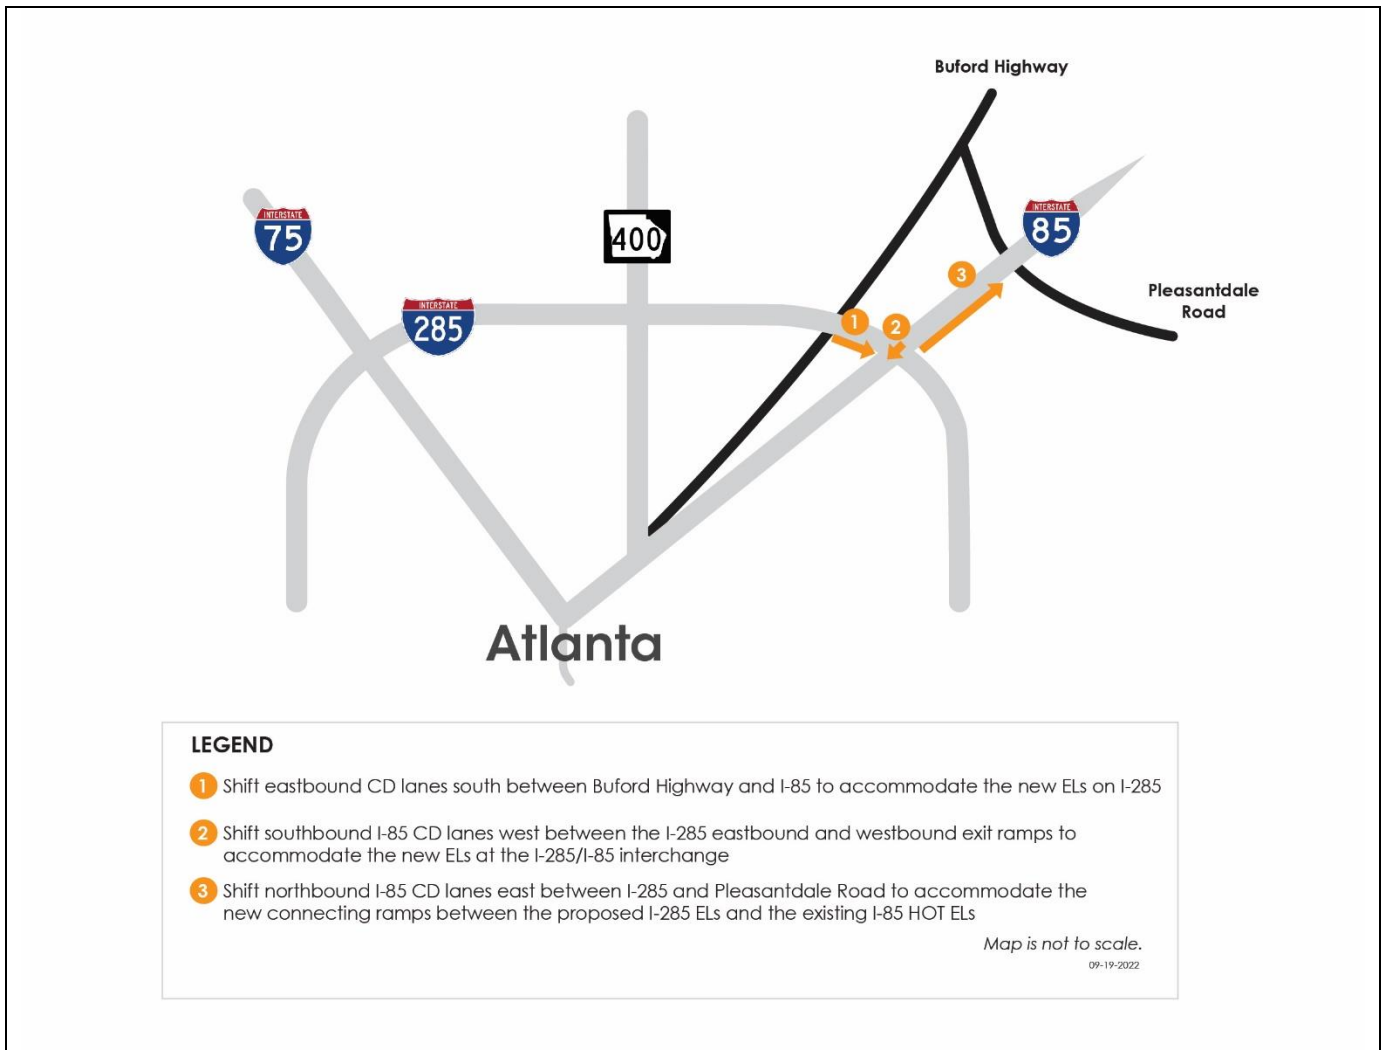 Buford Highway
INTERSTATE
75
400
INTERSTATE
85
INTERSTATE
285
Pleasantdale
Road
1
2
3
Atlanta
LEGEND
1 Shift eastbound CD lanes south between Buford Highway and I-85 to accommodate the new ELs on I-285
2 Shift southbound I-85 CD lanes west between the I-285 eastbound and westbound exit ramps to
accommodate the new ELs at the I-285/I-85 interchange
3 Shift northbound I-85 CD lanes east between I-285 and Pleasantdale Road to accommodate the
new connecting ramps between the proposed I-285 ELs and the existing I-85 HOT ELs
Map is not to scale.
09-19-2022